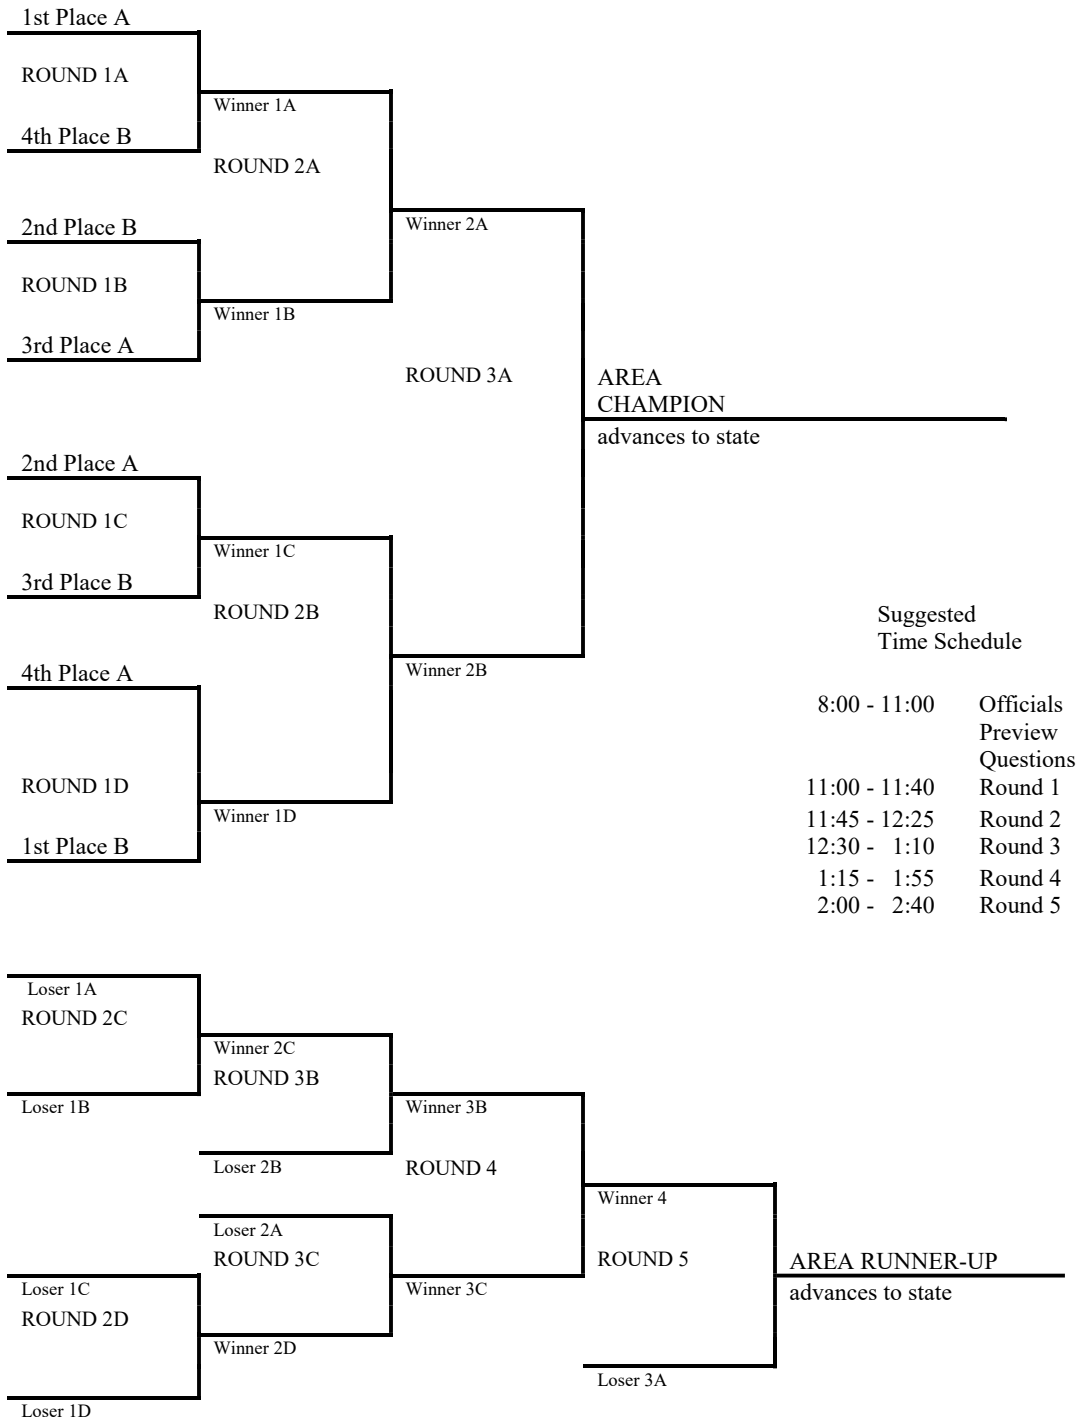 1st Place A
ROUND 1A
Winner 1A
4th Place B
ROUND 2A
2nd Place B
Winner 2A
ROUND 1B
Winner 1B
3rd Place A
ROUND 3A
AREA
CHAMPION
advances to state
2nd Place A
ROUND 1C
Winner 1C
3rd Place B
ROUND 2B
Winner 2B
4th Place A
ROUND 1D
Winner 1D
1st Place B
Suggested
Time Schedule
8:00 - 11:00 Officials
Preview
Questions
11:00 - 11:40 Round 1
11:45 - 12:25 Round 2
12:30 - 1:10 Round 3
1:15 - 1:55 Round 4
2:00 - 2:40 Round 5
Loser 1A
ROUND 2C
Winner 2C
ROUND 3B
Loser 1B
Winner 3B
Loser 2B
ROUND 4
Winner 4
Loser 2A
ROUND 3C
ROUND 5
AREA RUNNER-UP
advances to state
Loser 1C
Winner 3C
ROUND 2D
Winner 2D
Loser 3A
Loser 1D